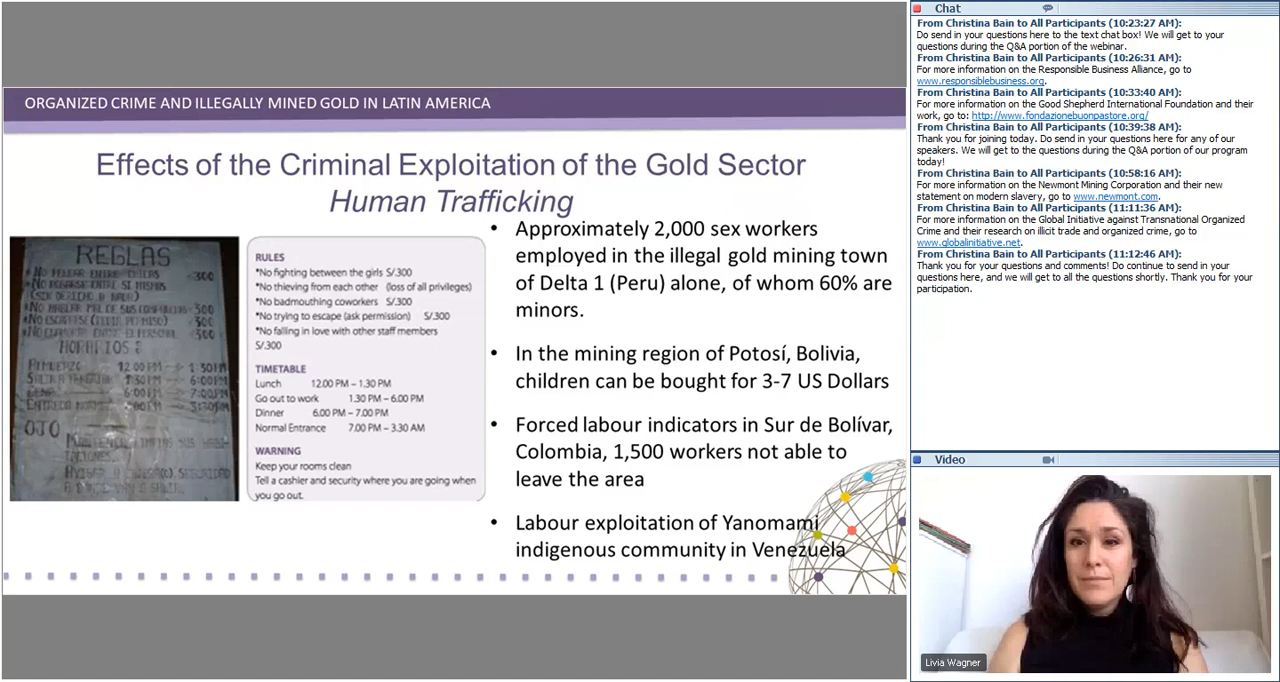 ORGANIZED CRIME AND ILLEGALLY MINED GOLD IN LATIN AMERICA
Effects of the Criminal Exploitation of the Gold Sector
Human Trafficking
REGLAS
HORARIOS :
OJO
RULES
*No fighting between the girls S/.300
*No thieving from each other (loss of all privileges)
*No badmouthing coworkers S/.300
*No trying to escape (ask permission) S/.300
*No falling in love with other staff members
S/.300
TIMETABLE
Lunch 12.00 PM – 1.30 PM
Go out to work 1.30 PM – 6.00 PM
Dinner 6.00 PM – 7.00 PM
Normal Entrance 7.00 PM – 3.30 AM
WARNING
Keep your rooms clean
Tell a cashier and security where you are going when
you go out.
• Approximately 2,000 sex workers
employed in the illegal gold mining town
of Delta 1 (Peru) alone, of whom 60% are
minors.
• In the mining region of Potosí, Bolivia,
children can be bought for 3-7 US Dollars
• Forced labour indicators in Sur de Bolívar,
Colombia, 1,500 workers not able to
leave the area
• Labour exploitation of Yanomami
indigenous community in Venezuela
Chat
From Christina Bain to All Participants (10:23:27 AM):
Do send in your questions here to the text chat box! We will get to your
questions during the Q&A portion of the webinar.
From Christina Bain to All Participants (10:26:31 AM):
For more information on the Responsible Business Alliance, go to
www.responsiblebusiness.org.
From Christina Bain to All Participants (10:33:40 AM):
For more information on the Good Shepherd International Foundation and their
work, go to: http://www.fondazionebuonpastore.org/
From Christina Bain to All Participants (10:39:38 AM):
Thank you for joining today. Do send in your questions here for any of our
speakers. We will get to the questions during the Q&A portion of our program
today!
From Christina Bain to All Participants (10:58:16 AM):
For more information on the Newmont Mining Corporation and their new
statement on modern slavery, go to www.newmont.com.
From Christina Bain to All Participants (11:11:36 AM):
For more information on the Global Initiative against Transnational Organized
Crime and their research on illicit trade and organized crime, go to
www.globalinitiative.net.
From Christina Bain to All Participants (11:12:46 AM):
Thank you for your questions and comments! Do continue to send in your
questions here, and we will get to all the questions shortly. Thank you for your
participation.
Video
Livia Wagner